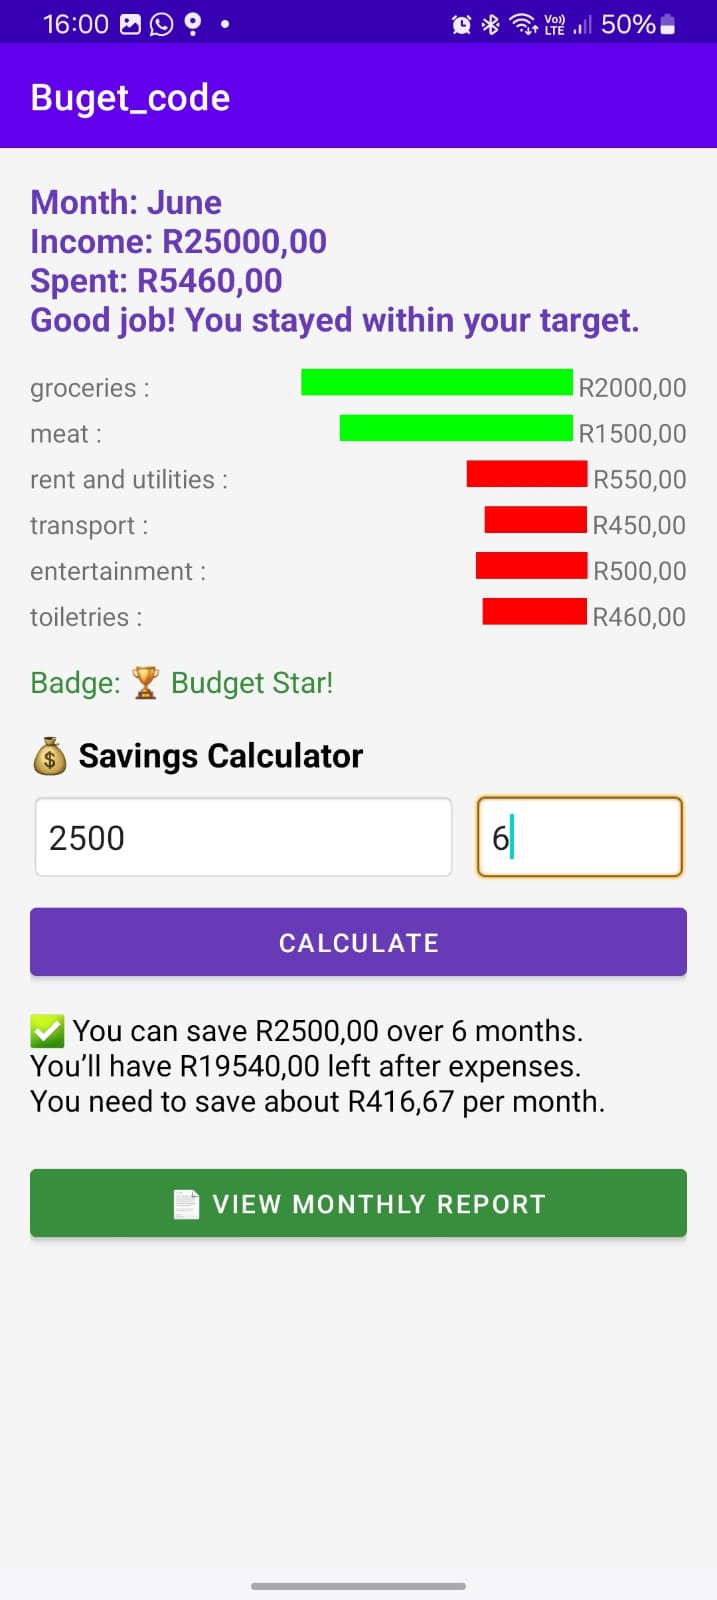 16:00 Vo)) LTE 50%
Buget_code
Month: June
Income: R25000,00
Spent: R5460,00
Good job! You stayed within your target.
groceries : R2000,00
meat : R1500,00
rent and utilities : R550,00
transport : R450,00
entertainment : R500,00
toiletries : R460,00
Badge: 🏆 Budget Star!
💰 Savings Calculator
2500 6
CALCULATE
✅ You can save R2500,00 over 6 months.
You’ll have R19540,00 left after expenses.
You need to save about R416,67 per month.
📄 VIEW MONTHLY REPORT